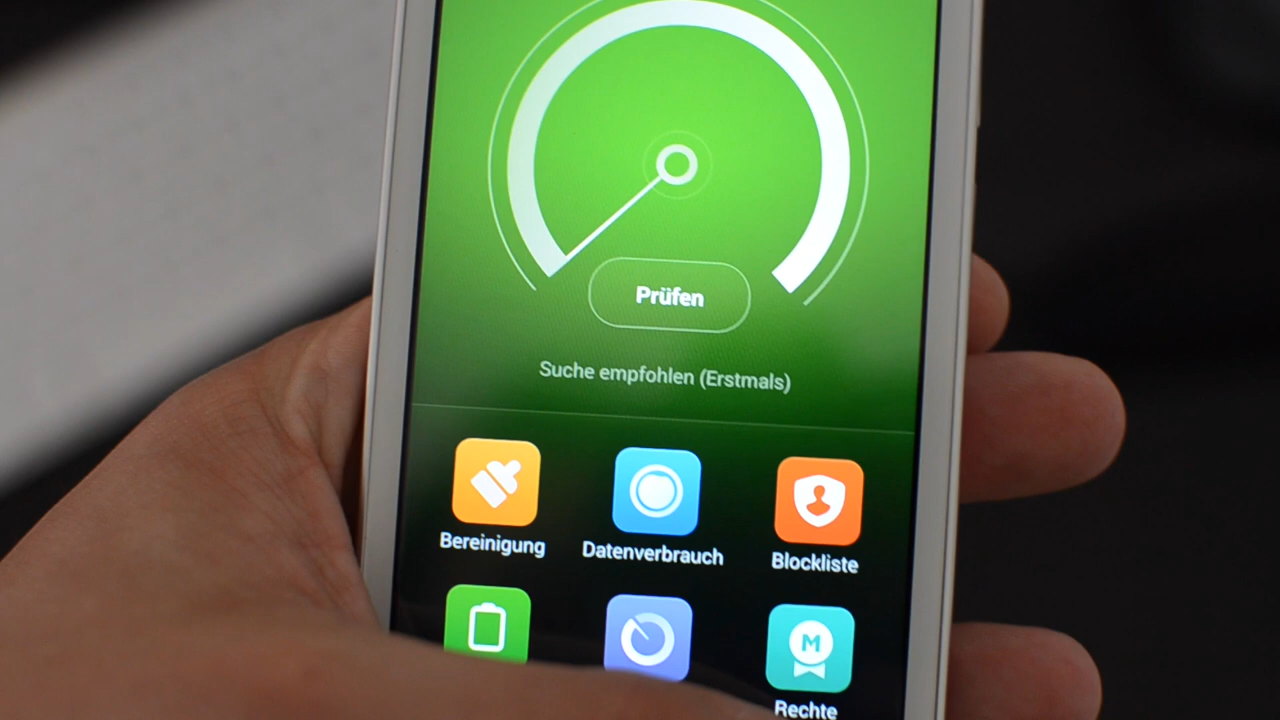 Prüfen
Suche empfohlen (Erstmals)
Bereinigung
Datenverbrauch
Blockliste
M
Rechte